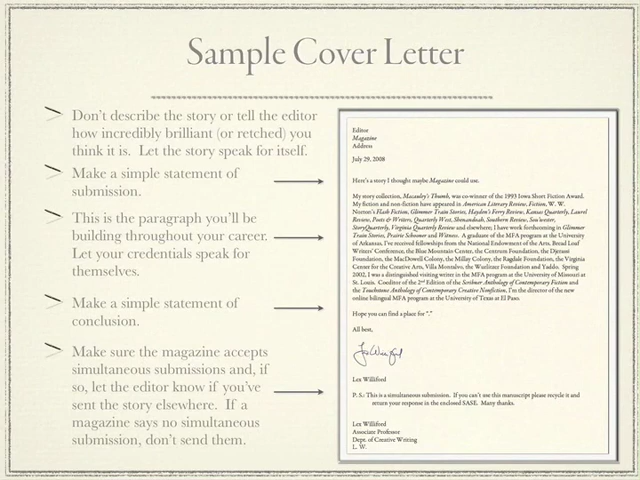 Sample Cover Letter
Don't describe the story or tell the editor
how incredibly brilliant (or retched) you
think it is. Let the story speak for itself.
Make a simple statement of
submission.
This is the paragraph you'll be
building throughout your career.
Let your credentials speak for
themselves.
Make a simple statement of
conclusion.
Make sure the magazine accepts
simultaneous submissions and, if
so, let the editor know if you've
sent the story elsewhere. If a
magazine says no simultaneous
submission, don't send them.
Editor
Magazine
Address
July 29, 2008
Here's a story I thought maybe Magazine could use.
My story collection, Macauley's Thumb, was co-winner of the 1993 Iowa Short Fiction Award.
My fiction and non-fiction have appeared in American Literary Review, Fiction, W. W.
Norton's Flash Fiction, Glimmer Train Stories, Hayden's Ferry Review, Kansas Quarterly, Laurel
Review, Poets & Writers, Quarterly West, Shenandoah, Southern Review, Sou'wester,
StoryQuarterly, Virginia Quarterly Review and elsewhere; I have work forthcoming in Glimmer
Train Stories, Prairie Schooner and Witness. A graduate of the MFA program at the University
of Arkansas, I've received fellowships from the National Endowment of the Arts, Bread Loaf
Writers' Conference, the Blue Mountain Center, the Centrum Foundation, the Djerassi
Foundation, the MacDowell Colony, the Millay Colony, the Ragdale Foundation, the Virginia
Center for the Creative Arts, Villa Montalvo, the Wurlitzer Foundation and Yaddo. Spring
2002, I was a distinguished visiting writer in the MFA program at the University of Missouri at
St. Louis. Coeditor of the 2nd Edition of the Scribner Anthology of Contemporary Fiction and
the Touchstone Anthology of Contemporary Creative Nonfiction, I'm the director of the new
online bilingual MFA program at the University of Texas at El Paso.
Hope you can find a place for "."
All best,
Lex Williford
P. S.: This is a simultaneous submission. If you can't use this manuscript please recycle it and
return your response in the enclosed SASE. Many thanks.
Lex Williford
Associate Professor
Dept. of Creative Writing
L. W.